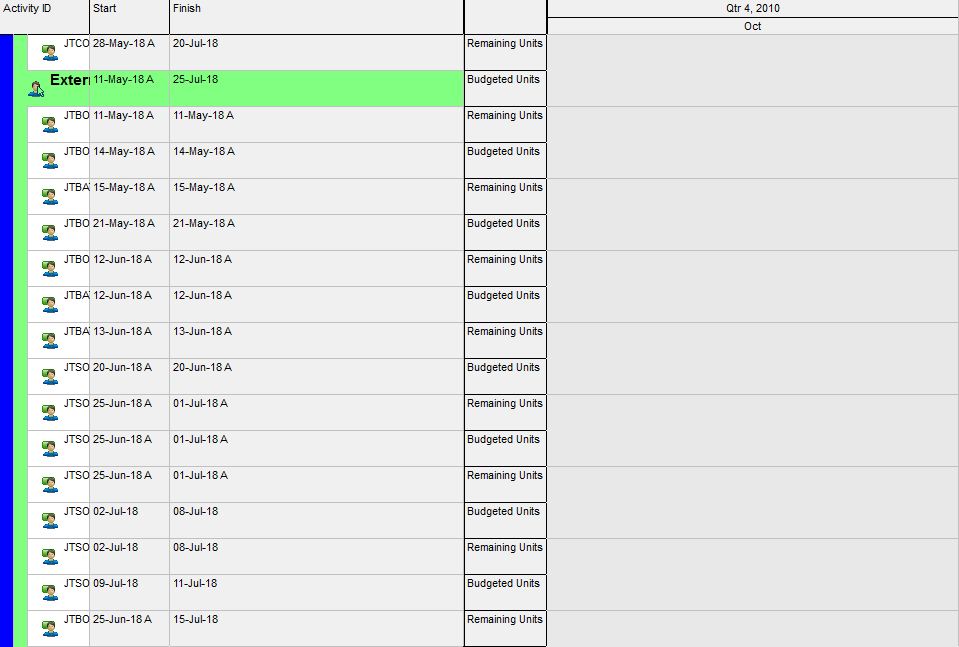 Activity ID Start Finish Qtr 4, 2010
Oct
JTCO 28-May-18 A 20-Jul-18 Remaining Units
Exter 11-May-18 A 25-Jul-18 Budgeted Units
JTBO 11-May-18 A 11-May-18 A Remaining Units
JTBO 14-May-18 A 14-May-18 A Budgeted Units
JTBA 15-May-18 A 15-May-18 A Remaining Units
JTBO 21-May-18 A 21-May-18 A Budgeted Units
JTBO 12-Jun-18 A 12-Jun-18 A Remaining Units
JTBA 12-Jun-18 A 12-Jun-18 A Budgeted Units
JTBA 13-Jun-18 A 13-Jun-18 A Remaining Units
JTSO 20-Jun-18 A 20-Jun-18 A Budgeted Units
JTSO 25-Jun-18 A 01-Jul-18 A Remaining Units
JTSO 25-Jun-18 A 01-Jul-18 A Budgeted Units
JTSO 25-Jun-18 A 01-Jul-18 A Remaining Units
JTSO 02-Jul-18 08-Jul-18 Budgeted Units
JTSO 02-Jul-18 08-Jul-18 Remaining Units
JTSO 09-Jul-18 11-Jul-18 Budgeted Units
JTBO 25-Jun-18 A 15-Jul-18 Remaining Units